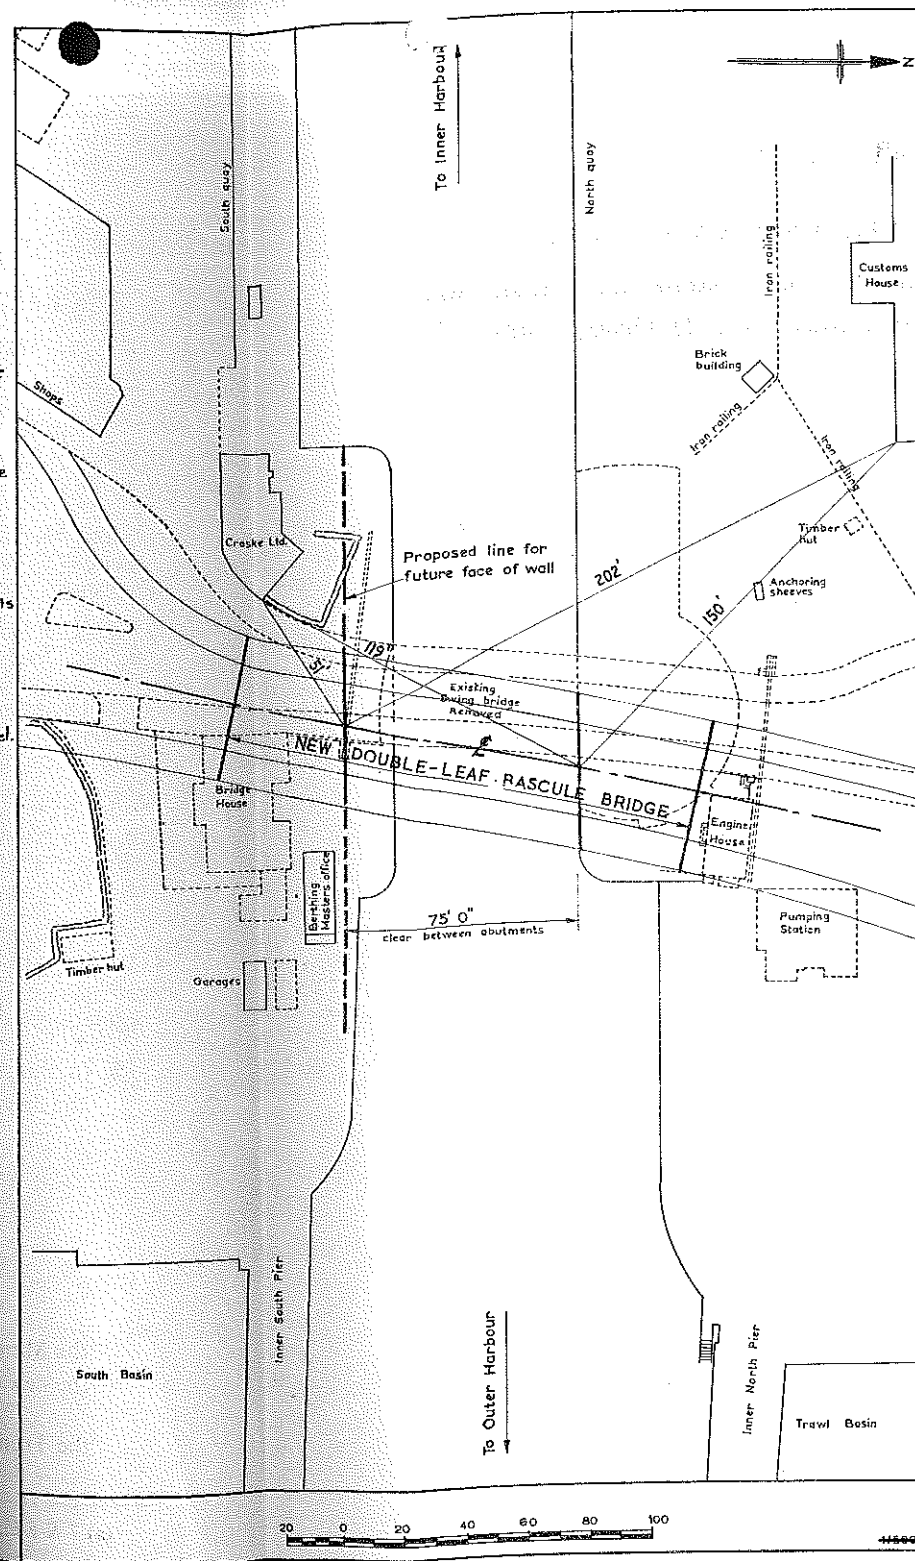 To Inner Harbour
N
South quay
North quay
Iron railing
Customs
House
Brick
building
Shops
Iron railing
Iron railing
Timber
hut
Croske Ltd.
Proposed line for
future face of wall
202'
Anchoring
sheeves
150'
51'
119'
Existing
Swing bridge
Removed
NEW DOUBLE-LEAF RASCULE BRIDGE
Bridge
House
Engine
House
Berthing
Masters office
75' 0"
clear between abutments
Pumping
Station
Timber hut
Garages
Inner South Pier
South Basin
To Outer Harbour
Inner North Pier
Trawl Basin
20 0 20 40 60 80 100